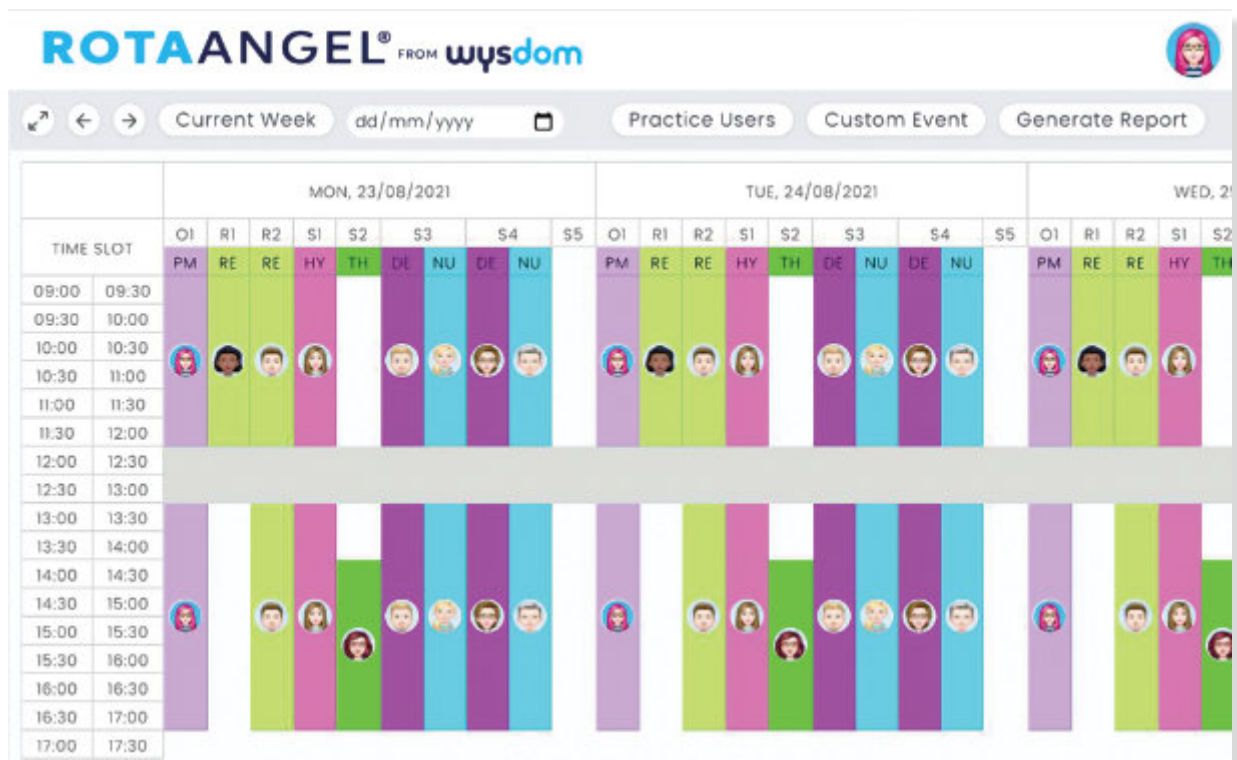 ROTAANGEL® FROM wysdom
Current Week dd/mm/yyyy Practice Users Custom Event Generate Report
MON, 23/08/2021 TUE, 24/08/2021 WED, 2
TIME SLOT
O1 R1 R2 S1 S2 S3 S4 S5 O1 R1 R2 S1 S2 S3 S4 S5 O1 R1 R2 S1 S2
PM RE RE HY TH DE NU DE NU PM RE RE HY TH DE NU DE NU PM RE RE HY TH
09:00 09:30
09:30 10:00
10:00 10:30
10:30 11:00
11:00 11:30
11:30 12:00
12:00 12:30
12:30 13:00
13:00 13:30
13:30 14:00
14:00 14:30
14:30 15:00
15:00 15:30
15:30 16:00
16:00 16:30
16:30 17:00
17:00 17:30